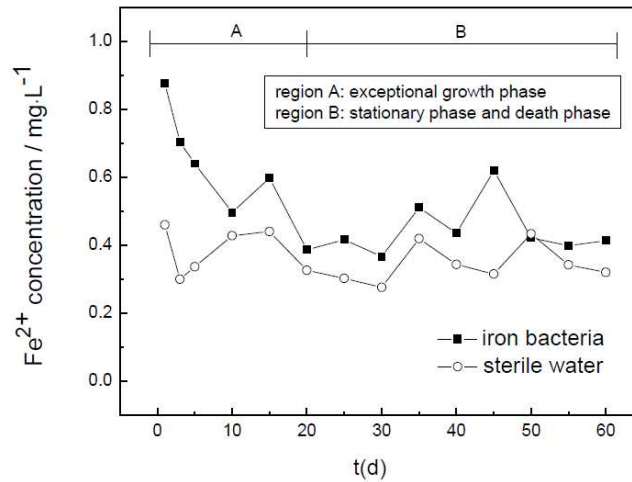 A B
region A: exceptional growth phase
region B: stationary phase and death phase
1.0
0.8
0.6
0.4
0.2
0.0
Fe2+ concentration / mg·L-1
iron bacteria
sterile water
0 10 20 30 40 50 60
t(d)